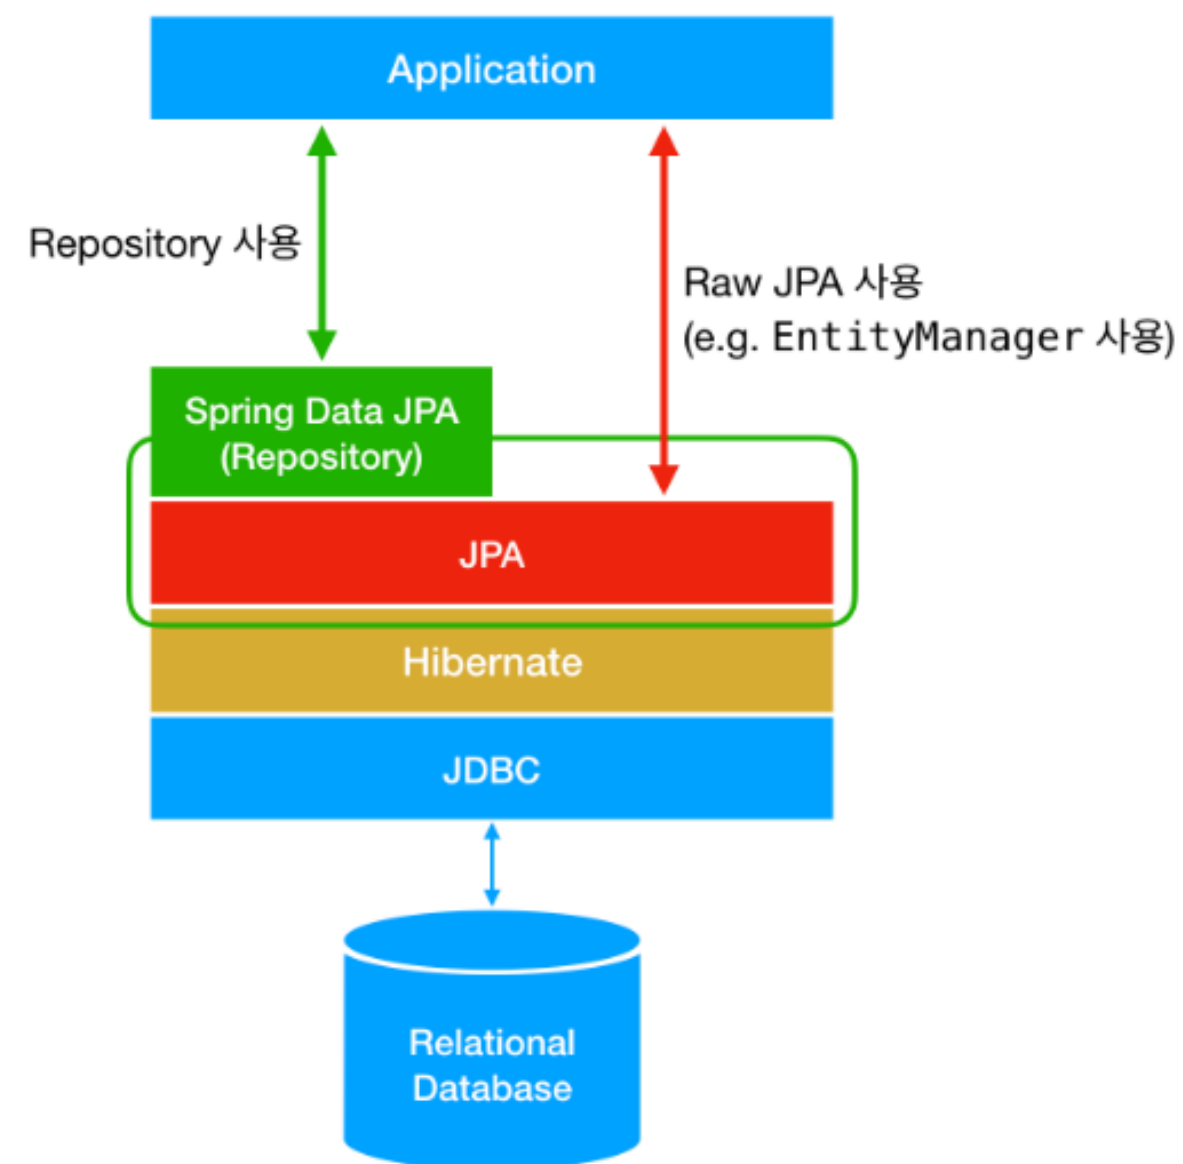 Application
Repository 사용
Raw JPA 사용
(e.g. EntityManager 사용)
Spring Data JPA
(Repository)
JPA
Hibernate
JDBC
Relational
Database